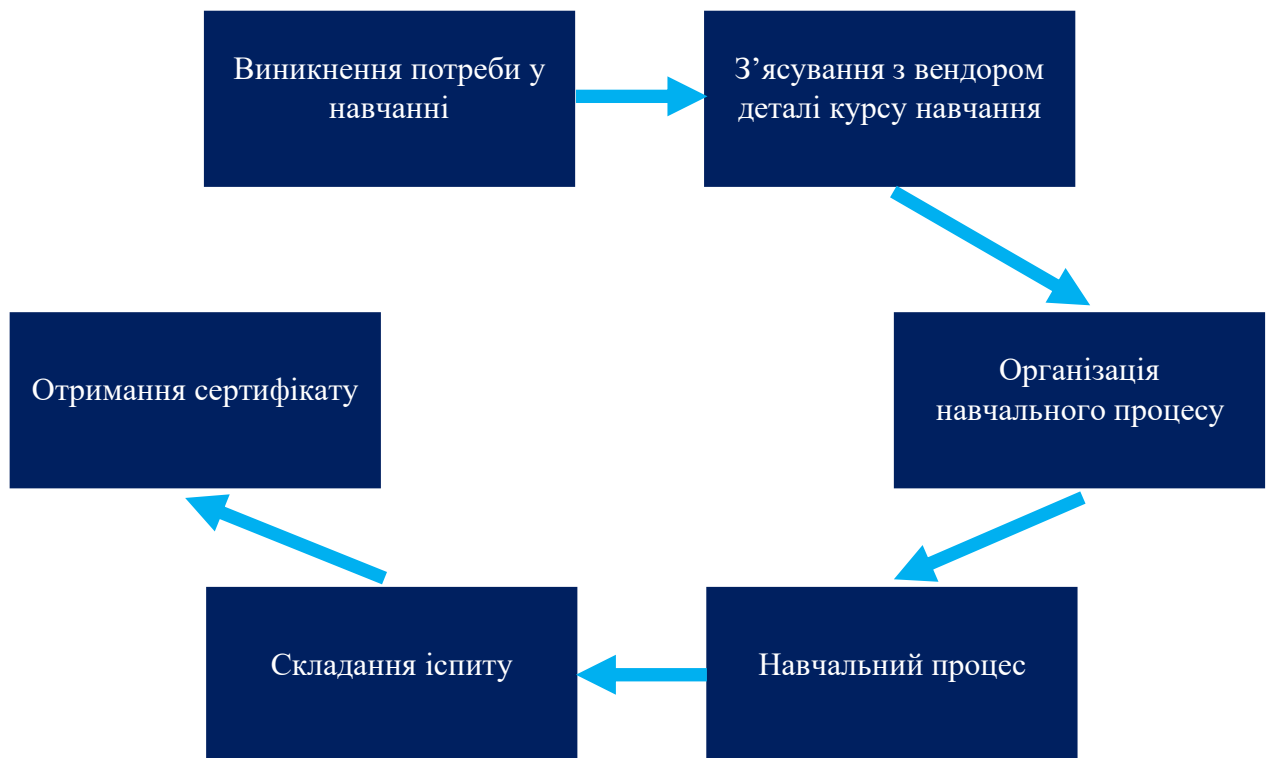 Виникнення потреби у
навчанні
З’ясування з вендором
деталі курсу навчання
Організація
навчального процесу
Навчальний процес
Складання іспиту
Отримання сертифікату